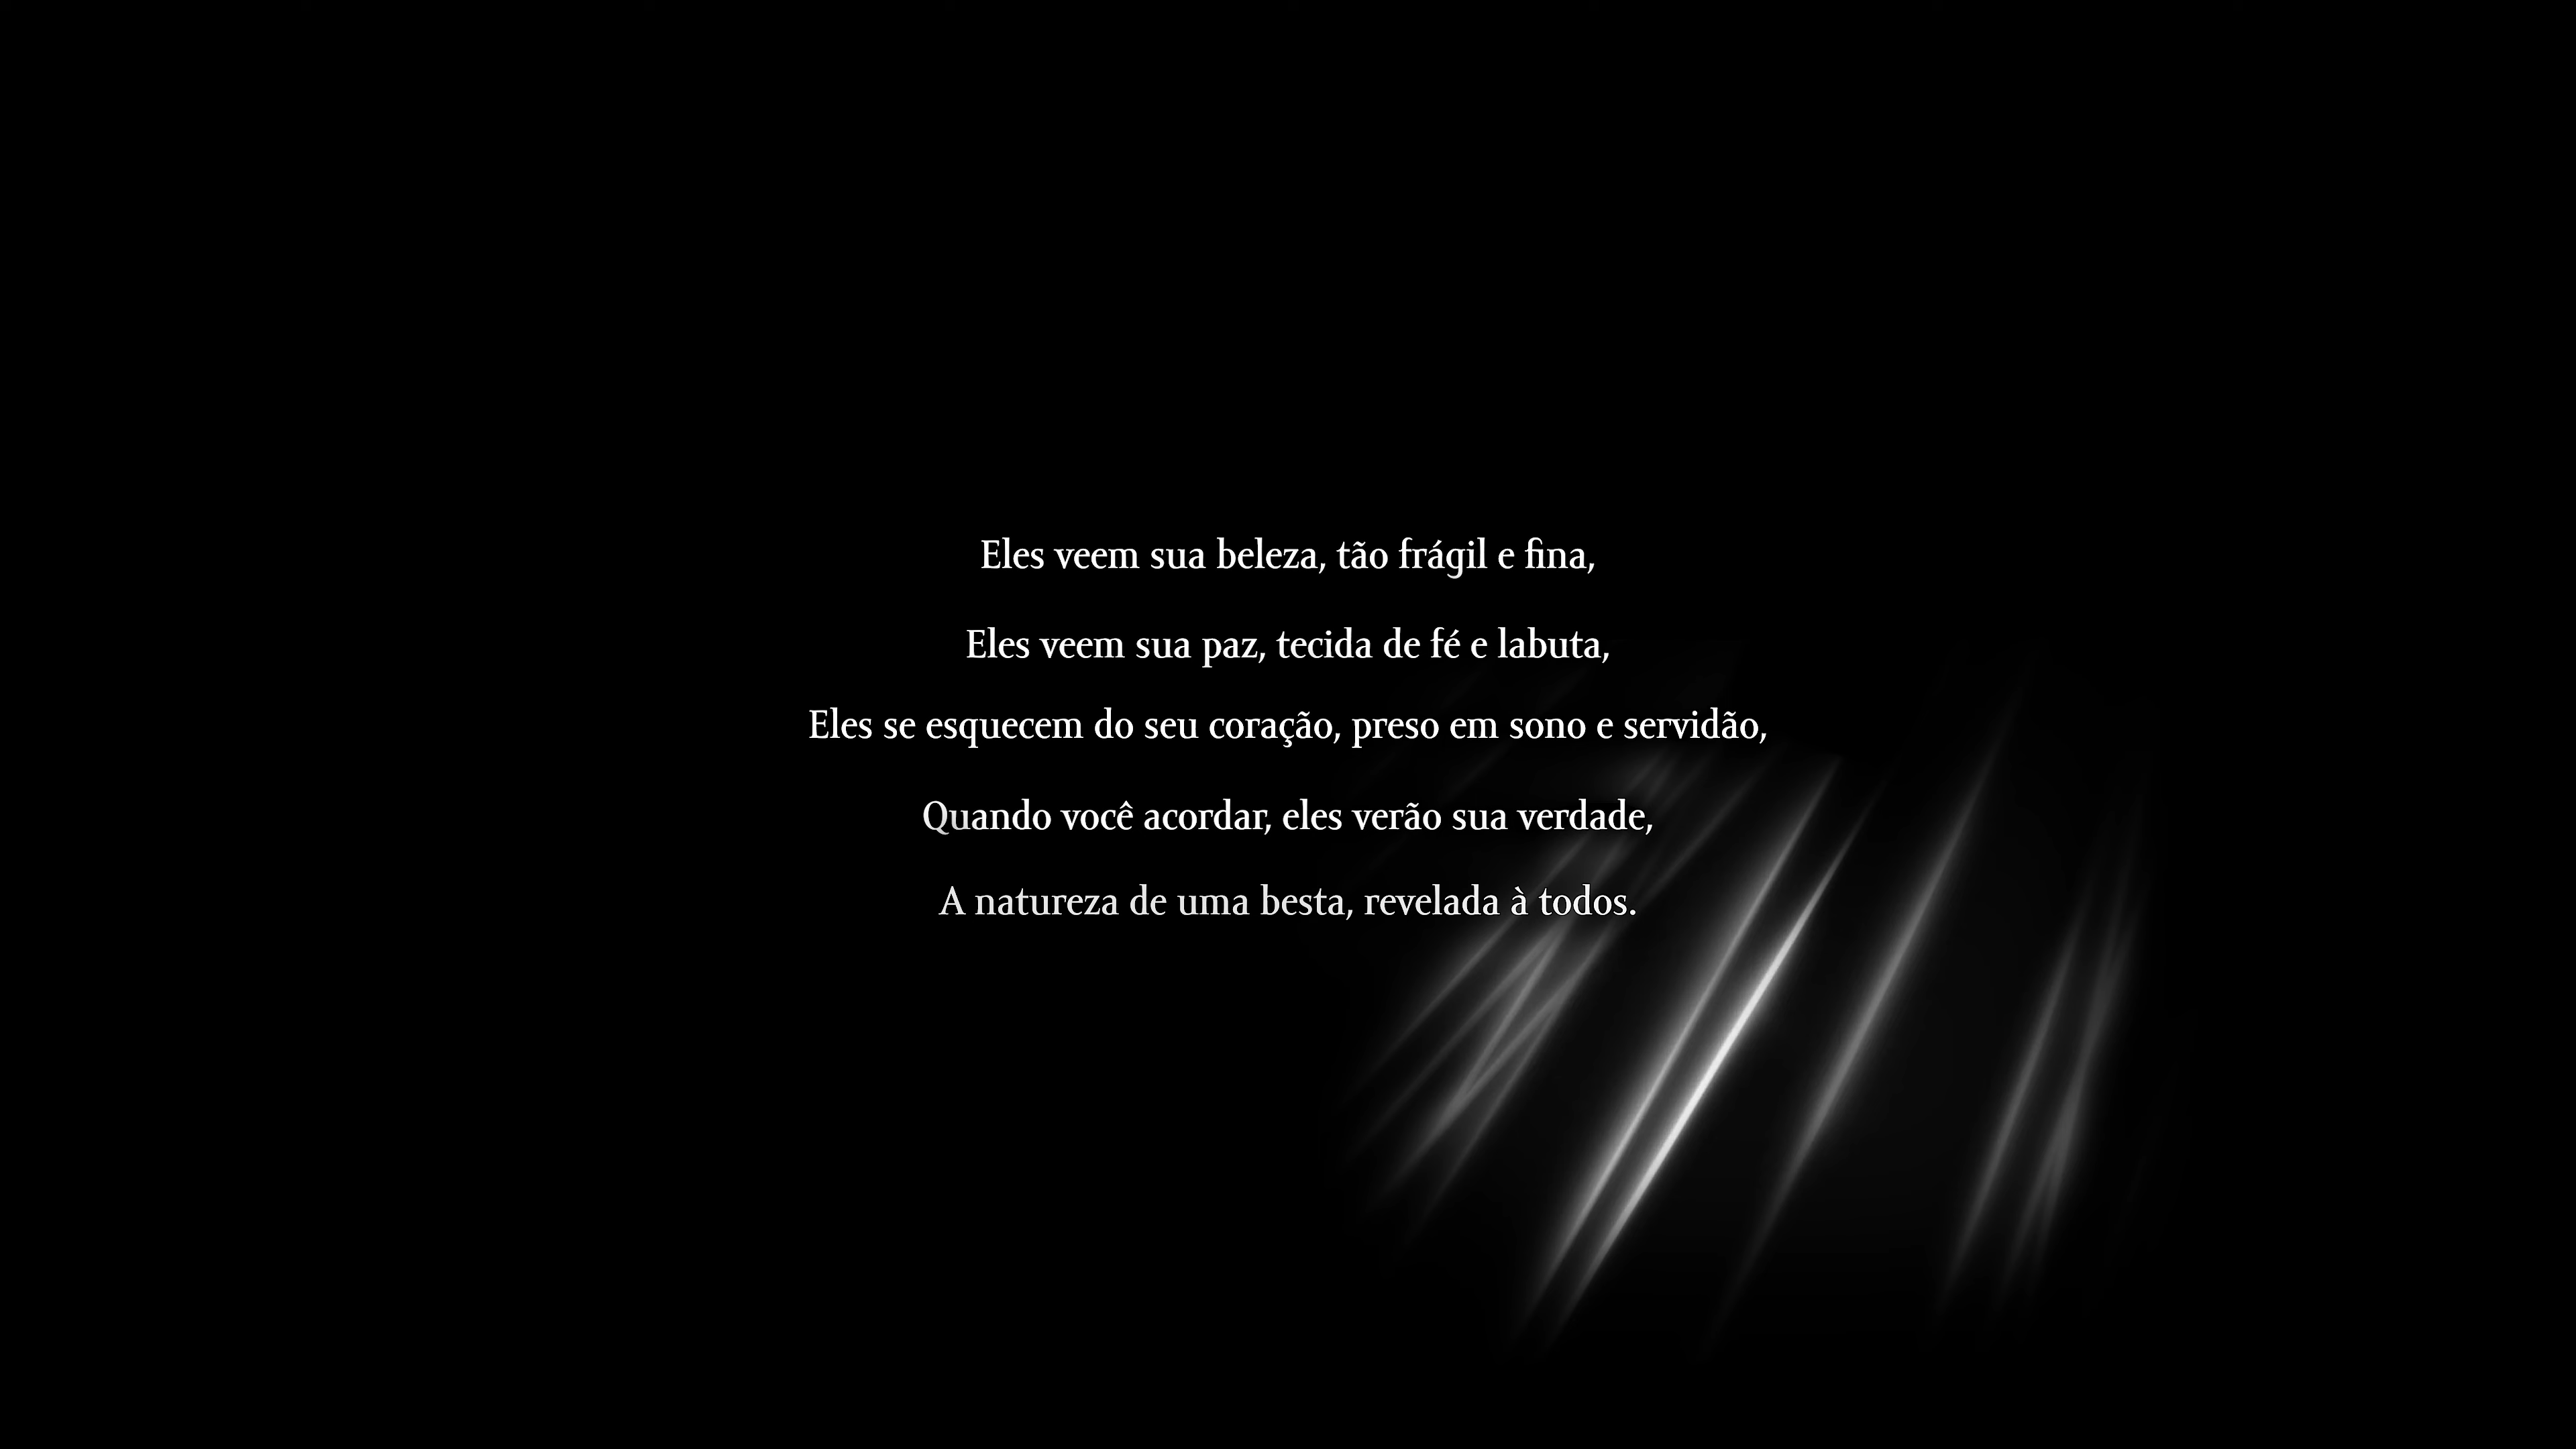 Eles veem sua beleza, tão frágil e fina,
Eles veem sua paz, tecida de fé e labuta,
Eles se esquecem do seu coração, preso em sono e servidão,
Quando você acordar, eles verão sua verdade,
A natureza de uma besta, revelada à todos.